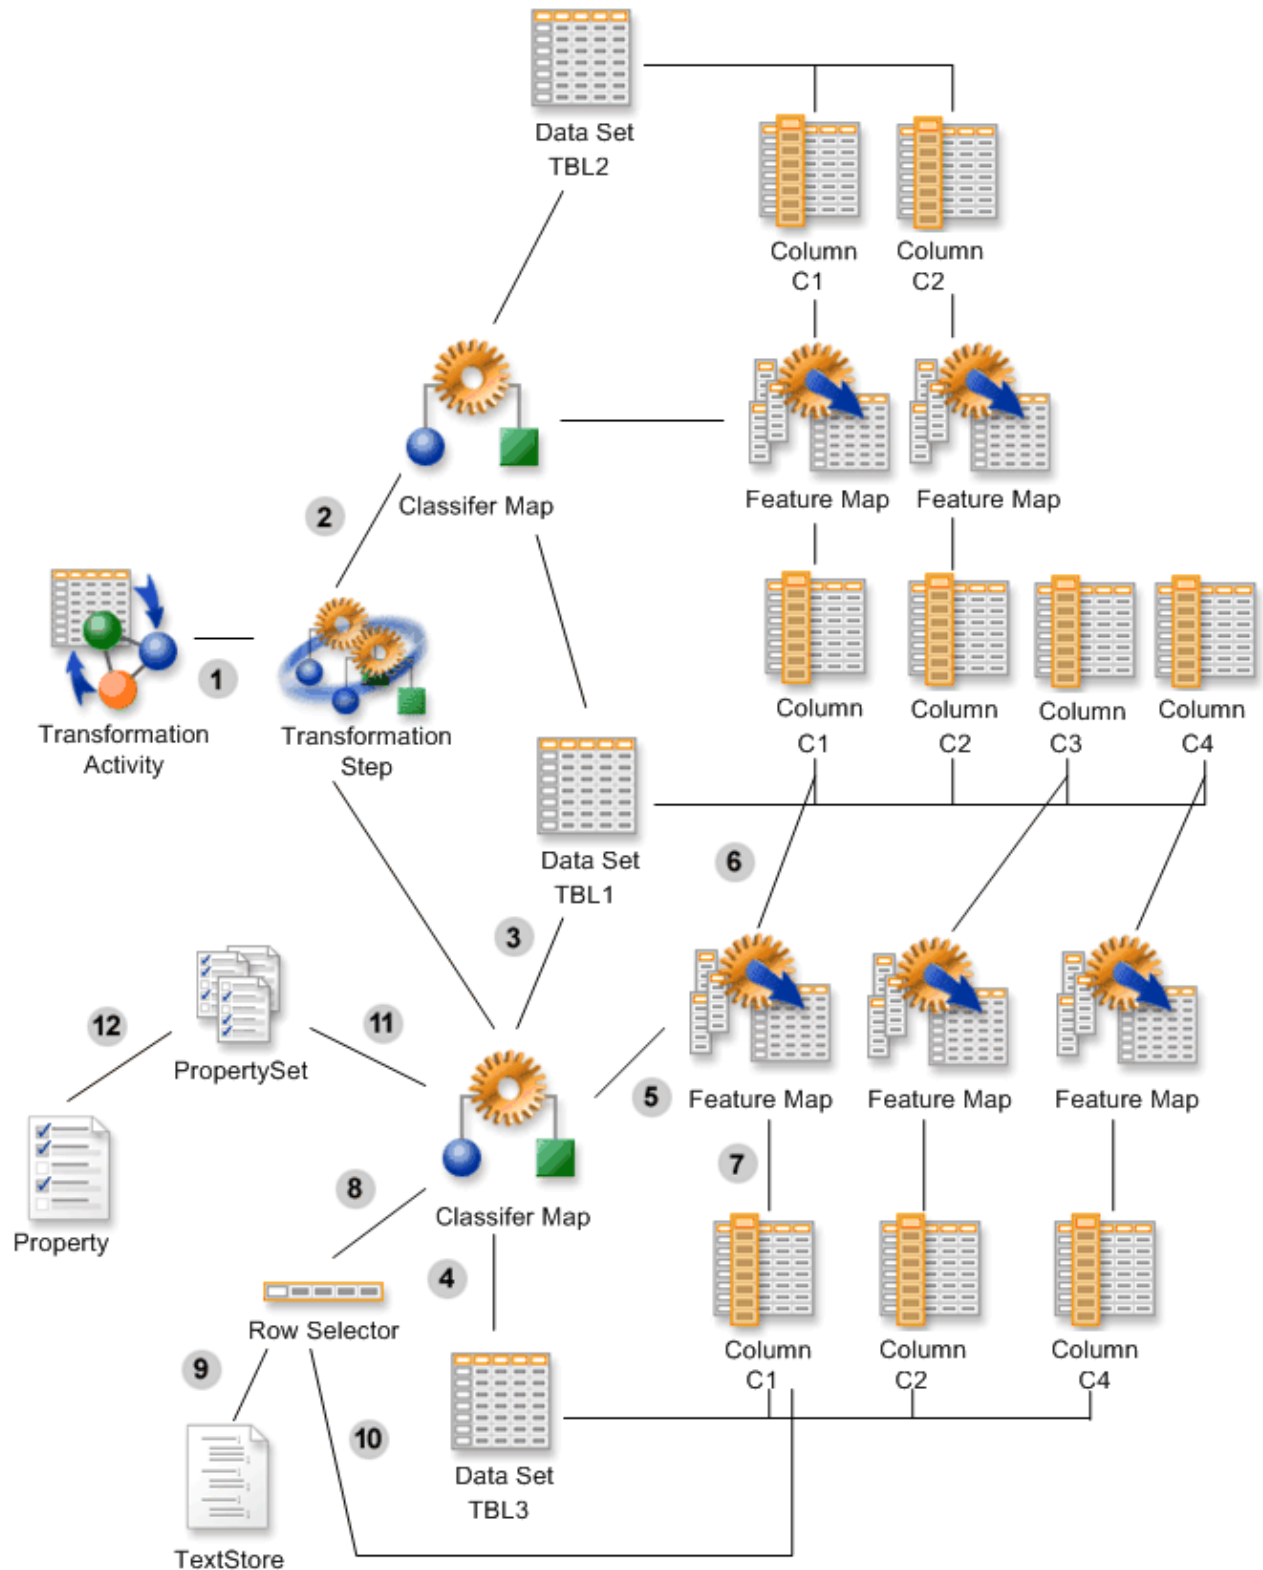 Data Set
TBL2
Column
C1
Column
C2
Classifer Map
Feature Map
Feature Map
2
1
Transformation
Activity
Transformation
Step
Column
C1
Column
C2
Column
C3
Column
C4
Data Set
TBL1
6
3
12
11
PropertySet
5
Feature Map
Feature Map
Feature Map
7
8
Property
Classifer Map
4
Row Selector
9
Column
C1
Column
C2
Column
C4
10
Data Set
TBL3
TextStore